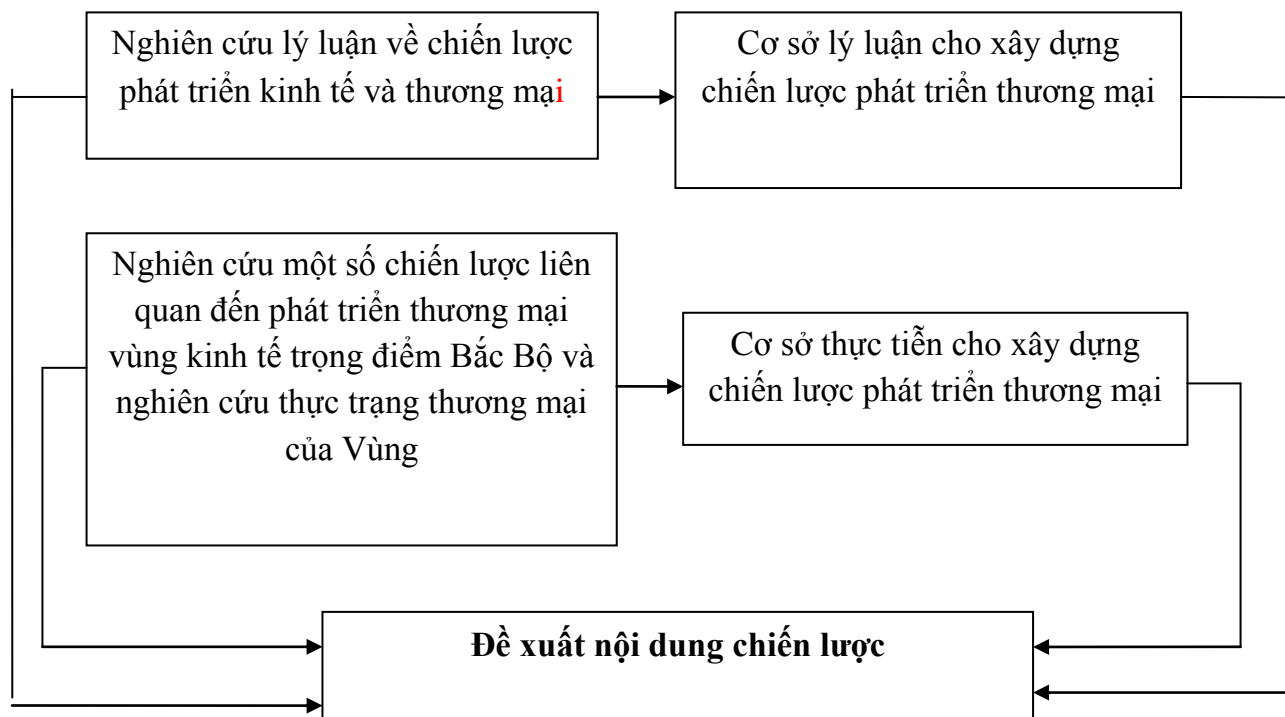 Nghiên cứu lý luận về chiến lược
phát triển kinh tế và thương mại
Cơ sở lý luận cho xây dựng
chiến lược phát triển thương mại
Nghiên cứu một số chiến lược liên
quan đến phát triển thương mại
vùng kinh tế trọng điểm Bắc Bộ và
nghiên cứu thực trạng thương mại
của Vùng
Cơ sở thực tiễn cho xây dựng
chiến lược phát triển thương mại
Đề xuất nội dung chiến lược